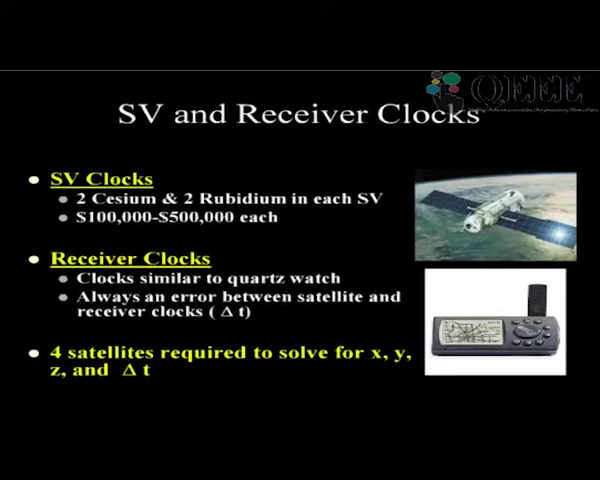 QEEE
SV and Receiver Clocks
SV Clocks
2 Cesium & 2 Rubidium in each SV
$100,000-$500,000 each
Receiver Clocks
Clocks similar to quartz watch
Always an error between satellite and
receiver clocks ( Δ t)
4 satellites required to solve for x, y,
z, and Δ t